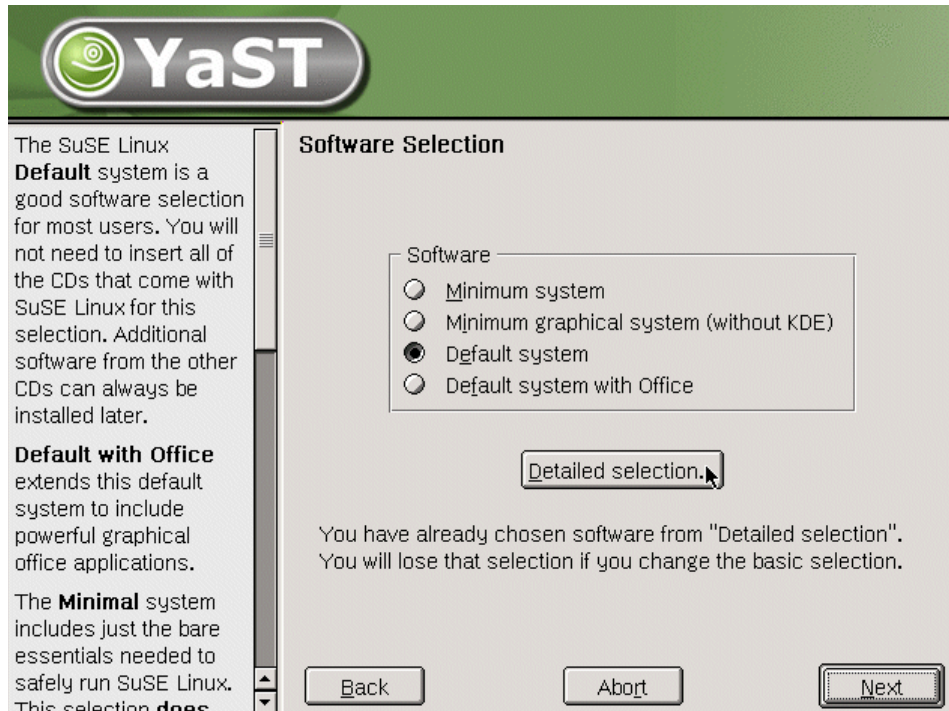 YaST
The SuSE Linux
Default system is a
good software selection
for most users. You will
not need to insert all of
the CDs that come with
SuSE Linux for this
selection. Additional
software from the other
CDs can always be
installed later.
Default with Office
extends this default
system to include
powerful graphical
office applications.
The Minimal system
includes just the bare
essentials needed to
safely run SuSE Linux.
This selection does
Software Selection
Software
Minimum system
Minimum graphical system (without KDE)
Default system
Default system with Office
Detailed selection.
You have already chosen software from "Detailed selection".
You will lose that selection if you change the basic selection.
Back
Abort
Next